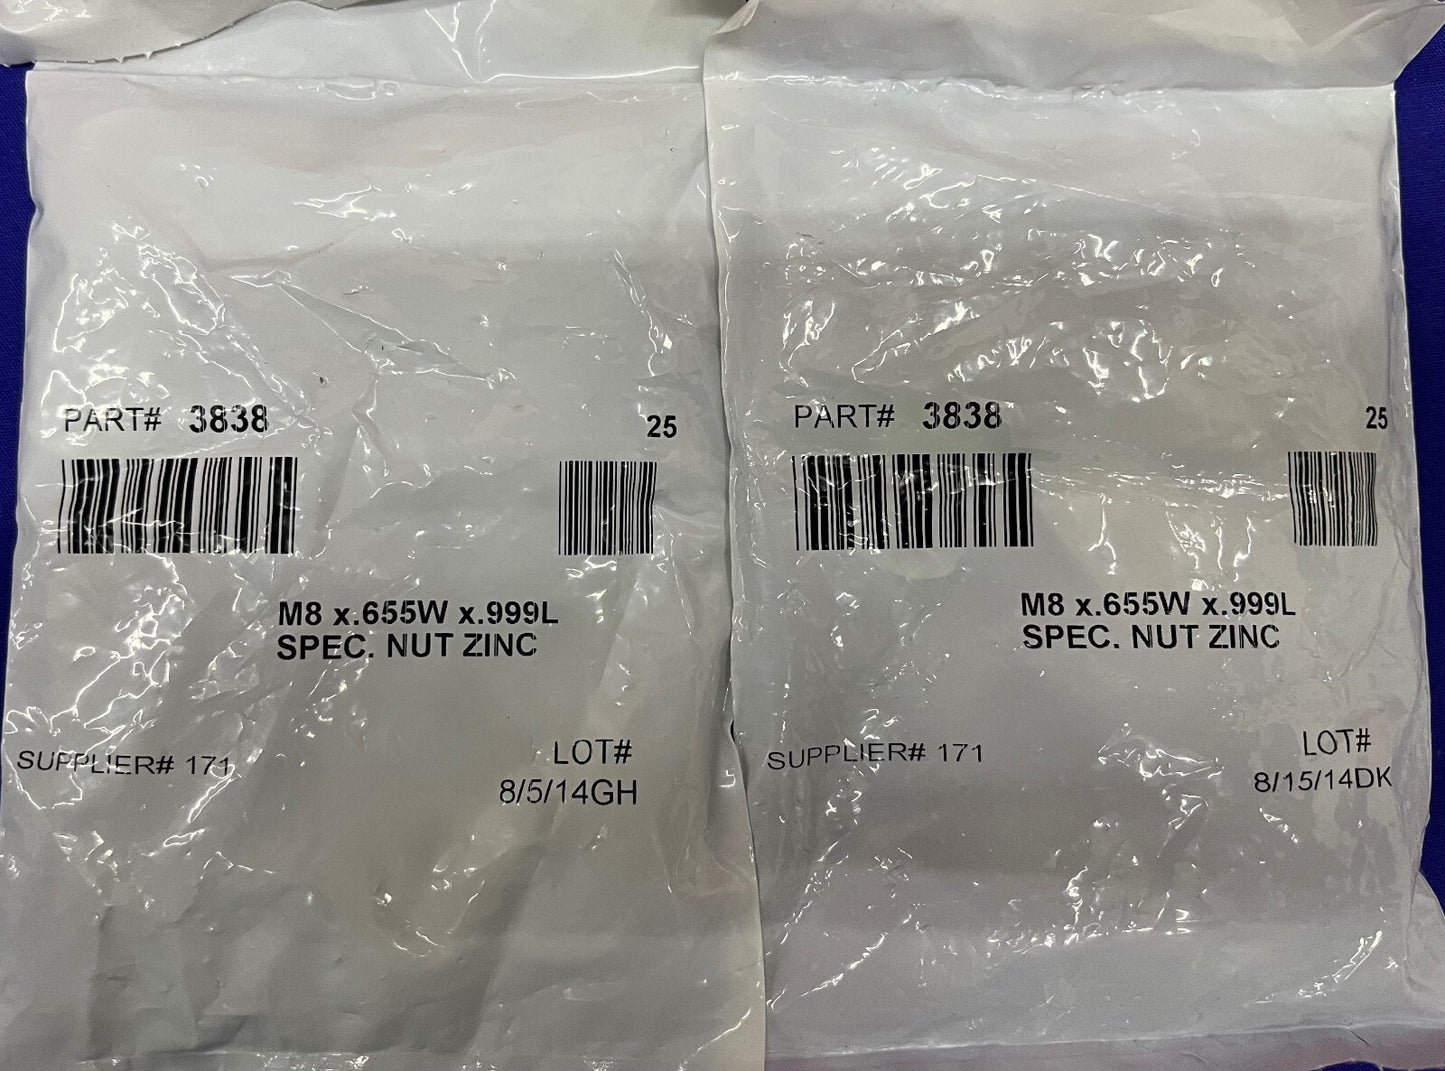 PART# 3838
25
M8 x.655W x.999L
SPEC. NUT ZINC
SUPPLIER# 171
LOT#
8/5/14GH
PART# 3838
25
M8 x.655W x.999L
SPEC. NUT ZINC
SUPPLIER# 171
LOT#
8/15/14DK